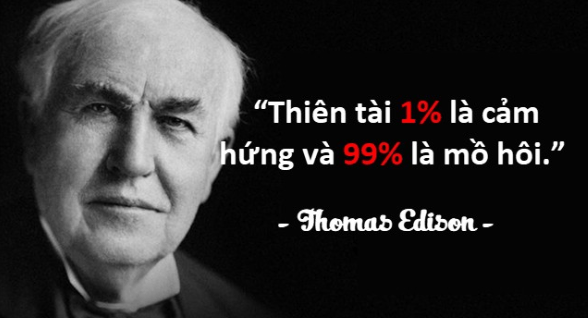 “Thiên tài 1% là cảm
hứng và 99% là mồ hôi.”
- Thomas Edison -